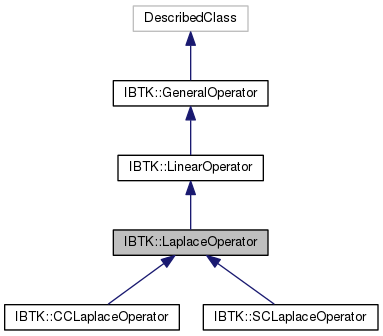 DescribedClass
IBTK::GeneralOperator
IBTK::LinearOperator
IBTK::LaplaceOperator
IBTK::CCLaplaceOperator
IBTK::SCLaplaceOperator